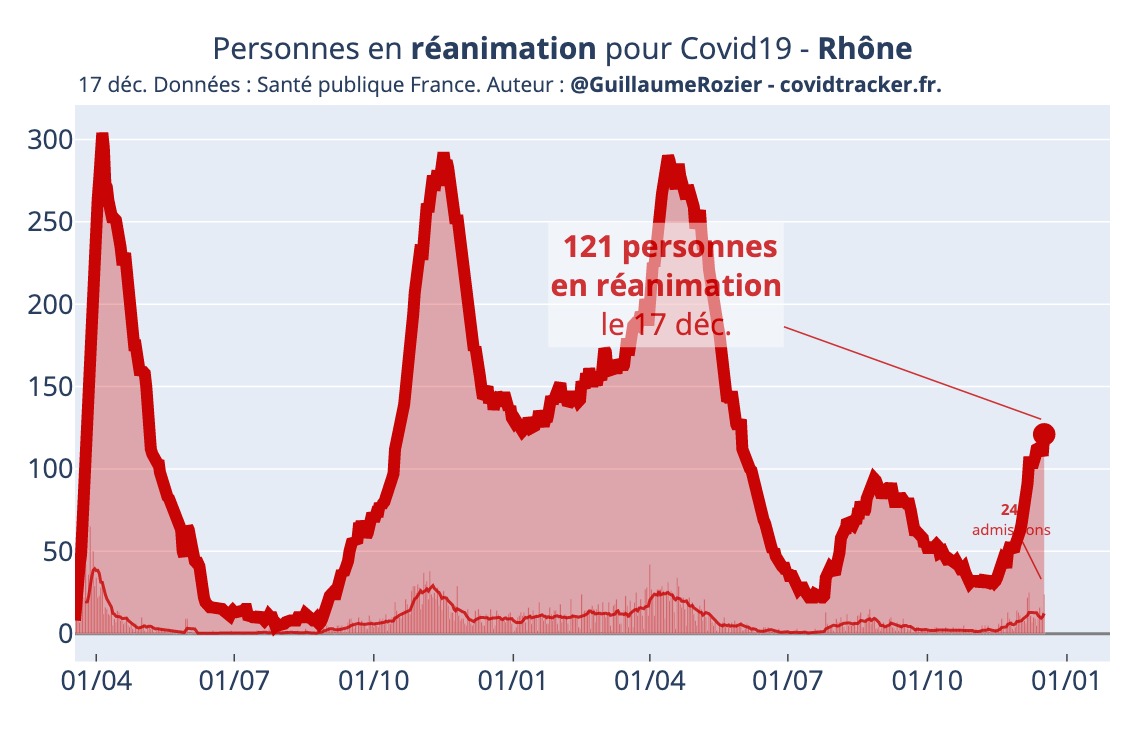 Personnes en réanimation pour Covid19 - Rhône
17 déc. Données : Santé publique France. Auteur : @GuillaumeRozier - covidtracker.fr.
300
250
200
150
100
50
0
121 personnes
en réanimation
le 17 déc.
24
admissions
01/04
01/07
01/10
01/01
01/04
01/07
01/10
01/01